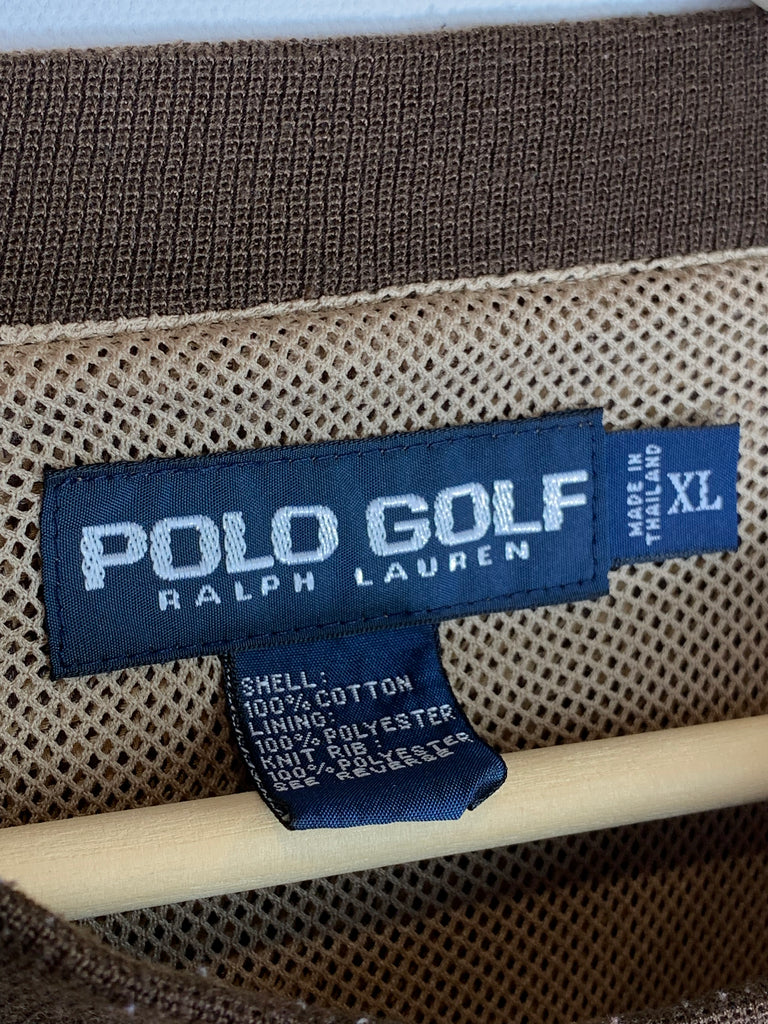 POLO GOLF
RALPH LAUREN
MADE IN
THAILAND
XL
SHELL:
100% COTTON
LINING:
100% POLYESTER
KNIT RIB:
100% POLYESTER
SEE REVERSE